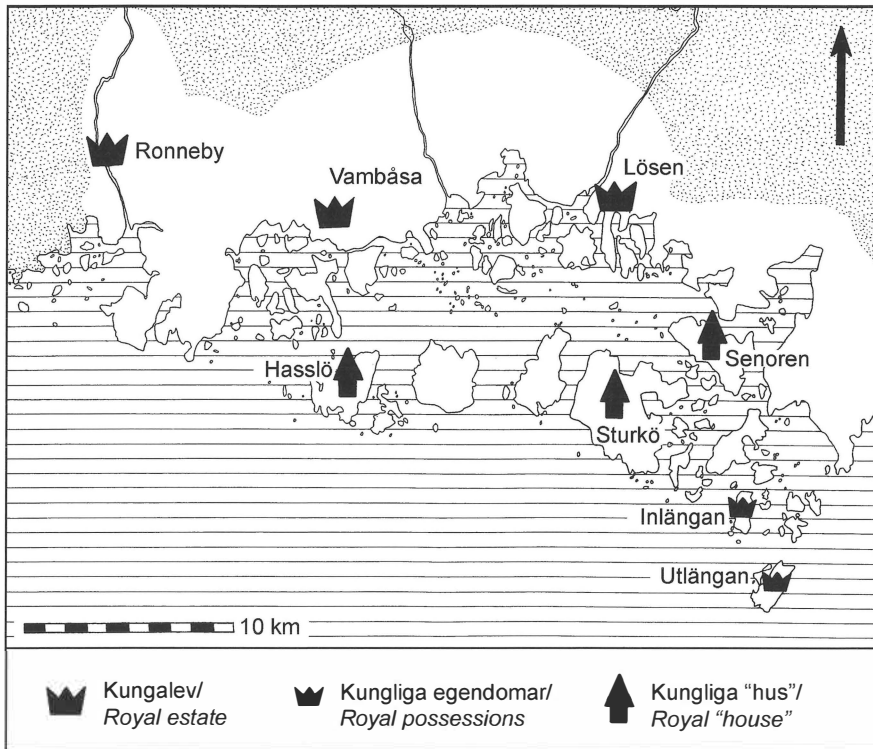 Ronneby
Vambåsa
Lösen
Hasslö
Senoren
Sturkö
Inlängan
Utlängan
10 km
Kungalev/
Royal estate
Kungliga egendomar/
Royal possessions
Kungliga “hus”/
Royal “house”